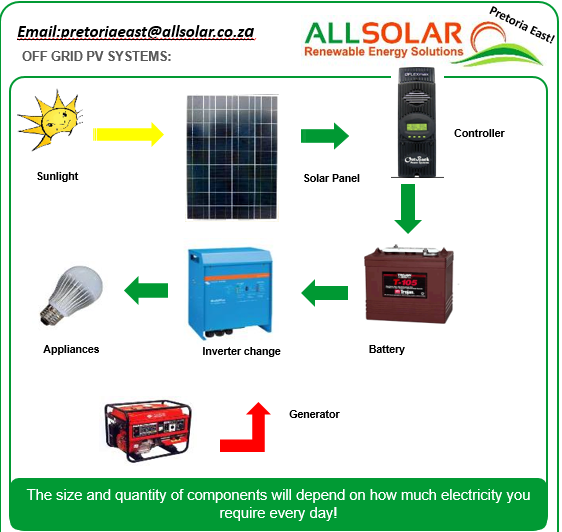 Email:pretoriaeast@allsolar.co.za
ALLSOLAR
Renewable Energy Solutions
Pretoria East!
OFF GRID PV SYSTEMS:
Sunlight
Solar Panel
Controller
OutBack
T-105
Trojan
Appliances
Inverter change
Battery
Generator
The size and quantity of components will depend on how much electricity you
require every day!